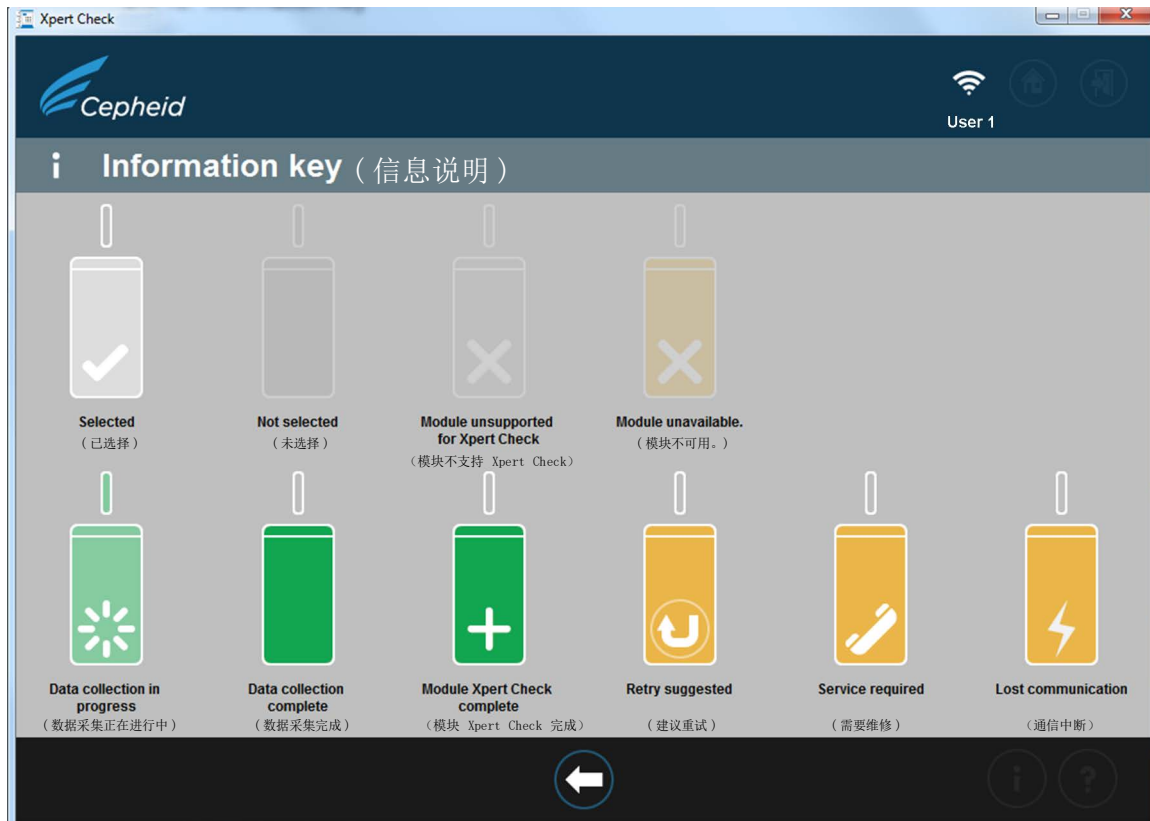 Xpert Check
Cepheid
User 1
i Information key (信息说明)
Selected
(已选择)
Not selected
(未选择)
Module unsupported
for Xpert Check
(模块不支持 Xpert Check)
Module unavailable.
(模块不可用。)
Data collection in
progress
(数据采集正在进行中)
Data collection
complete
(数据采集完成)
Module Xpert Check
complete
(模块 Xpert Check 完成)
Retry suggested
(建议重试)
Service required
(需要维修)
Lost communication
(通信中断)
i ?